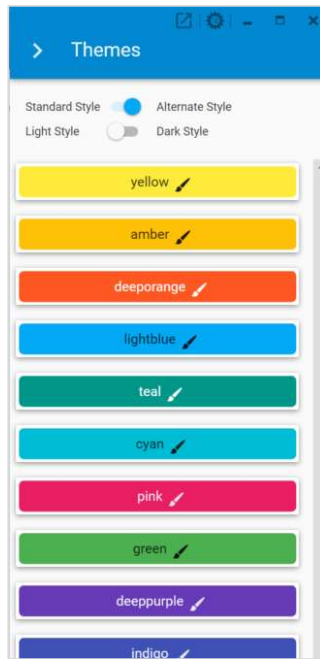 Themes
Standard Style Alternate Style
Light Style Dark Style
yellow
amber
deeporange
lightblue
teal
cyan
pink
green
deeppurple
indigo